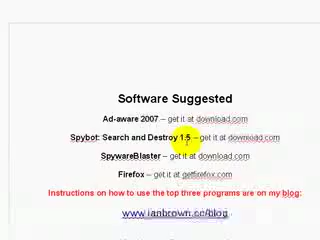 Software Suggested
Ad-aware 2007 – get it at download.com
Spybot: Search and Destroy 1.5 – get it at download.com
SpywareBlaster – get it at download.com
Firefox – get it at getfirefox.com
Instructions on how to use the top three programs are on my blog:
www.ianbrown.cc/blog